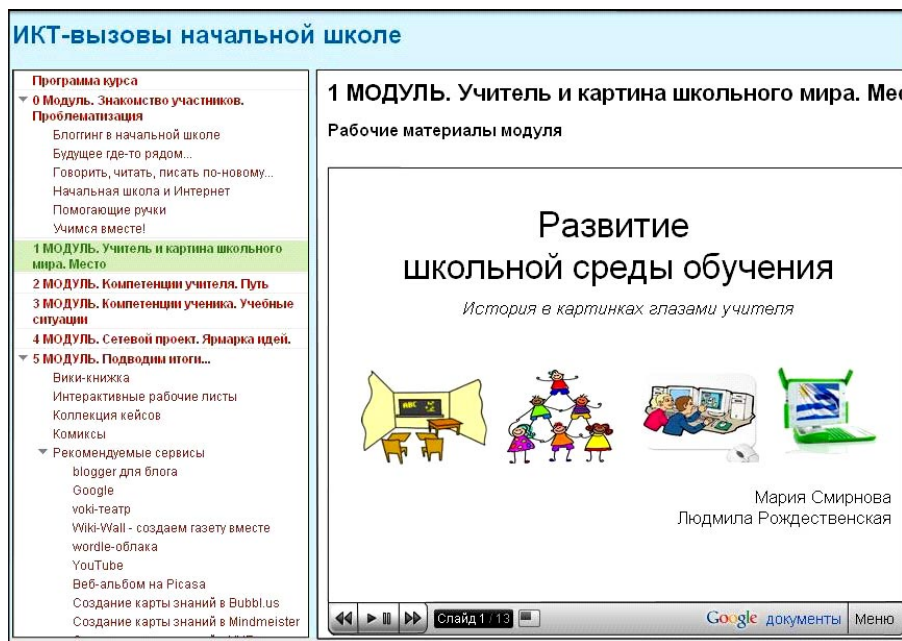 ИКТ-вызовы начальной школе
Программа курса
0 Модуль. Знакомство участников.
Проблематизация
Блоггинг в начальной школе
Будущее где-то рядом...
Говорить, читать, писать по-новому...
Начальная школа и Интернет
Помогающие ручки
Учимся вместе!
1 МОДУЛЬ. Учитель и картина школьного
мира. Место
2 МОДУЛЬ. Компетенции учителя. Путь
3 МОДУЛЬ. Компетенции ученика. Учебные
ситуации
4 МОДУЛЬ. Сетевой проект. Ярмарка идей.
5 МОДУЛЬ. Подводим итоги...
Вики-книжка
Интерактивные рабочие листы
Коллекция кейсов
Комиксы
Рекомендуемые сервисы
blogger для блога
Google
voki-театр
Wiki-Wall - создаем газету вместе
wordle-облака
YouTube
Веб-альбом на Picasa
Создание карты знаний в Bubbl.us
Создание карты знаний в Mindmeister
1 МОДУЛЬ. Учитель и картина школьного мира.
Рабочие материалы модуля
Развитие
школьной среды обучения
История в картинках глазами учителя
ABC
Мария Смирнова
Людмила Рождественская
Слайд 1 / 13
Google документы
Меню